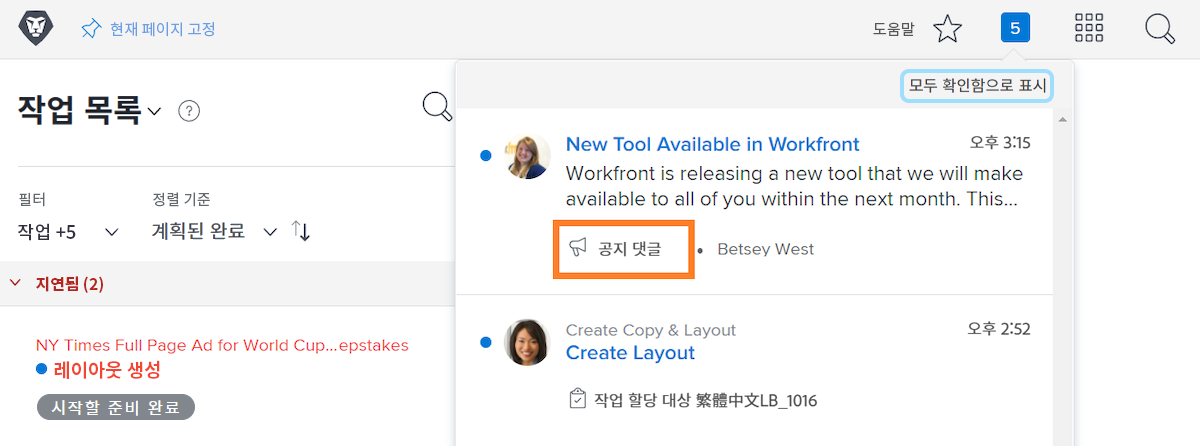 현재 페이지 고정
도움말
5
작업 목록
?
필터
정렬 기준
작업 +5
계획된 완료
지연됨 (2)
NY Times Full Page Ad for World Cup...epstakes
레이아웃 생성
시작할 준비 완료
모두 확인함으로 표시
New Tool Available in Workfront
오후 3:15
Workfront is releasing a new tool that we will make
available to all of you within the next month. This...
공지 댓글 • Betsey West
Create Copy & Layout
오후 2:52
Create Layout
작업 할당 대상 繁體中文LB_1016